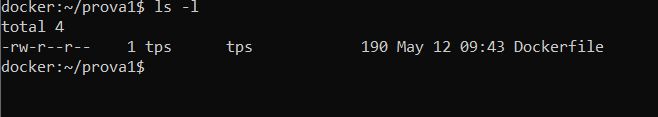 docker:~/prova1$ ls -l
total 4
-rw-r--r--    1 tps      tps            190 May 12 09:43 Dockerfile
docker:~/prova1$